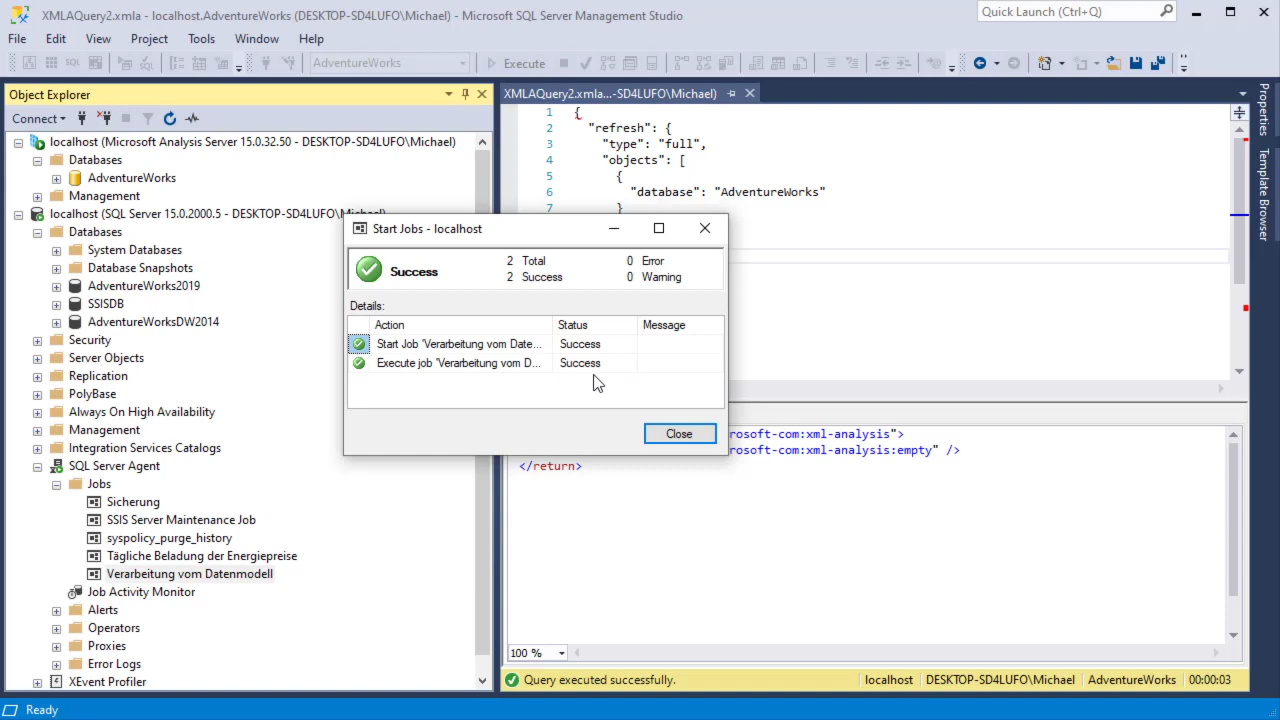 XMLAQuery2.xmla - localhost.AdventureWorks (DESKTOP-SD4LUFO\Michael) - Microsoft SQL Server Management Studio
Quick Launch (Ctrl+Q)
File Edit View Project Tools Window Help
AdventureWorks
Execute
Object Explorer
Connect
localhost (Microsoft Analysis Server 15.0.32.50 - DESKTOP-SD4LUFO\Michael)
Databases
AdventureWorks
Management
localhost (SQL Server 15.0.2000.5 - DESKTOP-SD4LUFO\Michael)
Databases
System Databases
Database Snapshots
AdventureWorks2019
SSISDB
AdventureWorksDW2014
Security
Server Objects
Replication
PolyBase
Always On High Availability
Management
Integration Services Catalogs
SQL Server Agent
Jobs
Sicherung
SSIS Server Maintenance Job
syspolicy_purge_history
Tägliche Beladung der Energiepreise
Verarbeitung vom Datenmodell
Job Activity Monitor
Alerts
Operators
Proxies
Error Logs
XEvent Profiler
XMLAQuery2.xmla...-SD4LUFO\Michael)
1 {
2 "refresh": {
3 "type": "full",
4 "objects": [
5 {
6 "database": "AdventureWorks"
7 }
Start Jobs - localhost
Success
2 Total 0 Error
2 Success 0 Warning
Details:
Action Status Message
Start Job 'Verarbeitung vom Date... Success
Execute job 'Verarbeitung vom D... Success
Close
rosoft-com:xml-analysis">
rosoft-com:xml-analysis:empty" />
</return>
100 %
Query executed successfully.
localhost DESKTOP-SD4LUFO\Michael AdventureWorks 00:00:03
Properties
Template Browser
Ready